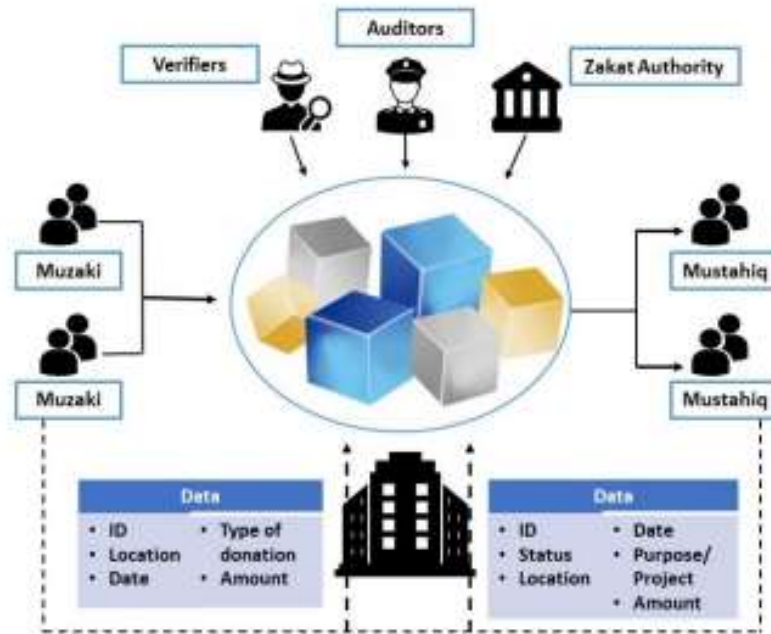 Auditors
Verifiers
Zakat Authority
Muzaki
Mustahiq
Muzaki
Mustahiq
Data
• ID
• Location
• Date
• Type of
donation
• Amount
Data
• ID
• Status
• Location
• Date
• Purpose/
Project
• Amount